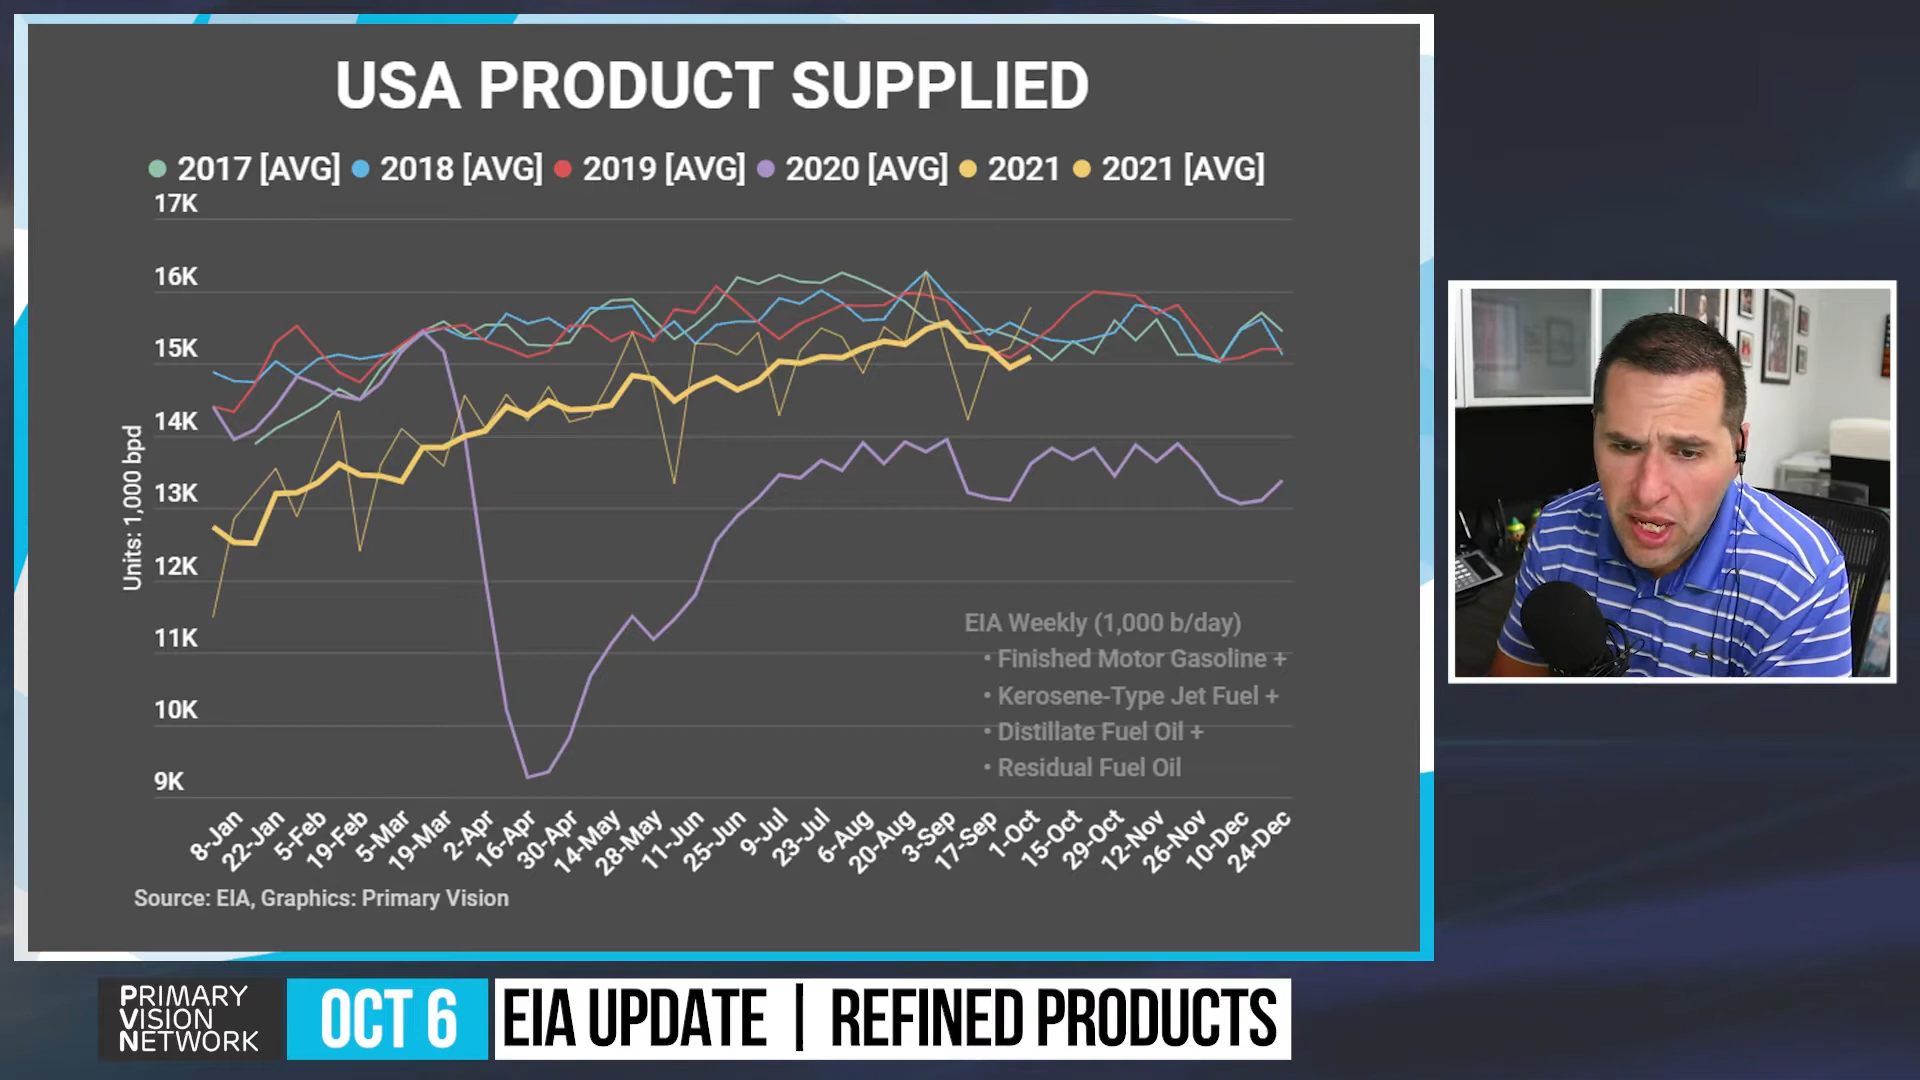 USA PRODUCT SUPPLIED
2017 [AVG] 2018 [AVG] 2019 [AVG] 2020 [AVG] 2021 2021 [AVG]
17K
16K
15K
14K
13K
12K
11K
10K
9K
Units: 1,000 bpd
EIA Weekly (1,000 b/day)
• Finished Motor Gasoline +
• Kerosene-Type Jet Fuel +
• Distillate Fuel Oil +
• Residual Fuel Oil
8-Jan 22-Jan 5-Feb 19-Feb 5-Mar 19-Mar 2-Apr 16-Apr 30-Apr 14-May 28-May 11-Jun 25-Jun 9-Jul 23-Jul 6-Aug 20-Aug 3-Sep 17-Sep 1-Oct 15-Oct 29-Oct 12-Nov 26-Nov 10-Dec 24-Dec
Source: EIA, Graphics: Primary Vision
PRIMARY
VISION
NETWORK
OCT 6
EIA UPDATE | REFINED PRODUCTS